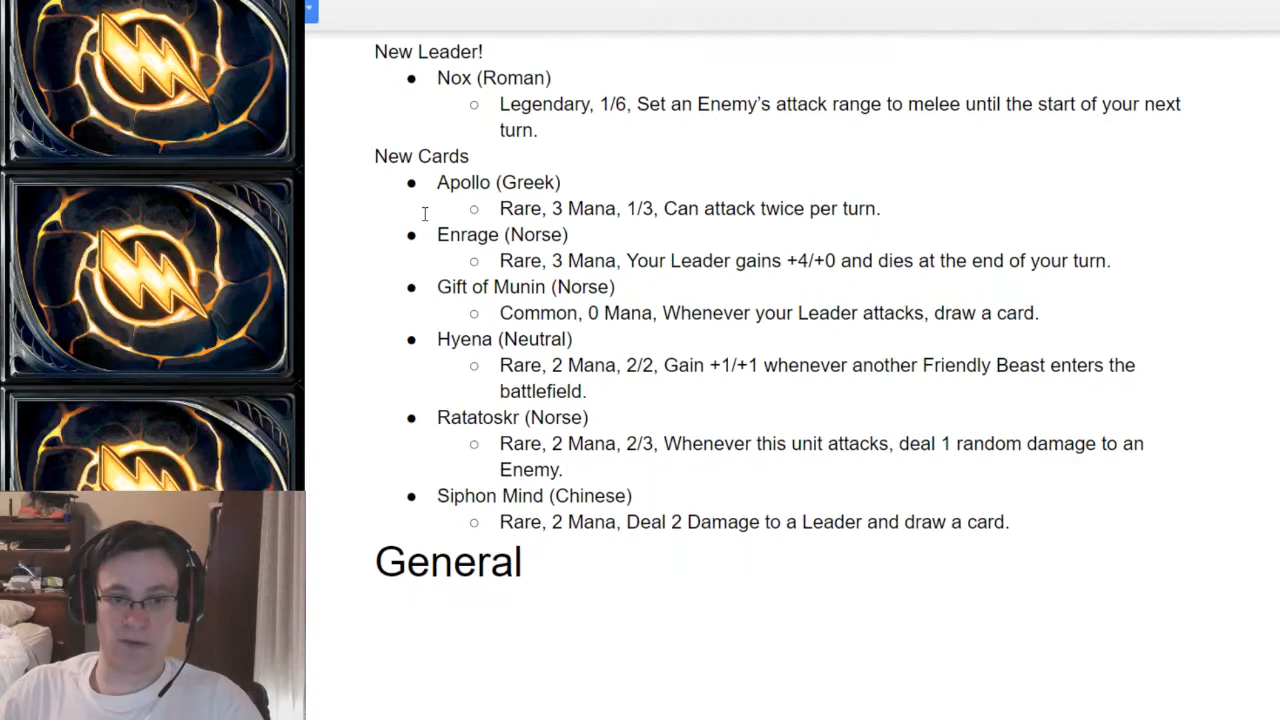 New Leader!
● Nox (Roman)
○ Legendary, 1/6, Set an Enemy’s attack range to melee until the start of your next
turn.
New Cards
● Apollo (Greek)
○ Rare, 3 Mana, 1/3, Can attack twice per turn.
● Enrage (Norse)
○ Rare, 3 Mana, Your Leader gains +4/+0 and dies at the end of your turn.
● Gift of Munin (Norse)
○ Common, 0 Mana, Whenever your Leader attacks, draw a card.
● Hyena (Neutral)
○ Rare, 2 Mana, 2/2, Gain +1/+1 whenever another Friendly Beast enters the
battlefield.
● Ratatoskr (Norse)
○ Rare, 2 Mana, 2/3, Whenever this unit attacks, deal 1 random damage to an
Enemy.
● Siphon Mind (Chinese)
○ Rare, 2 Mana, Deal 2 Damage to a Leader and draw a card.
General